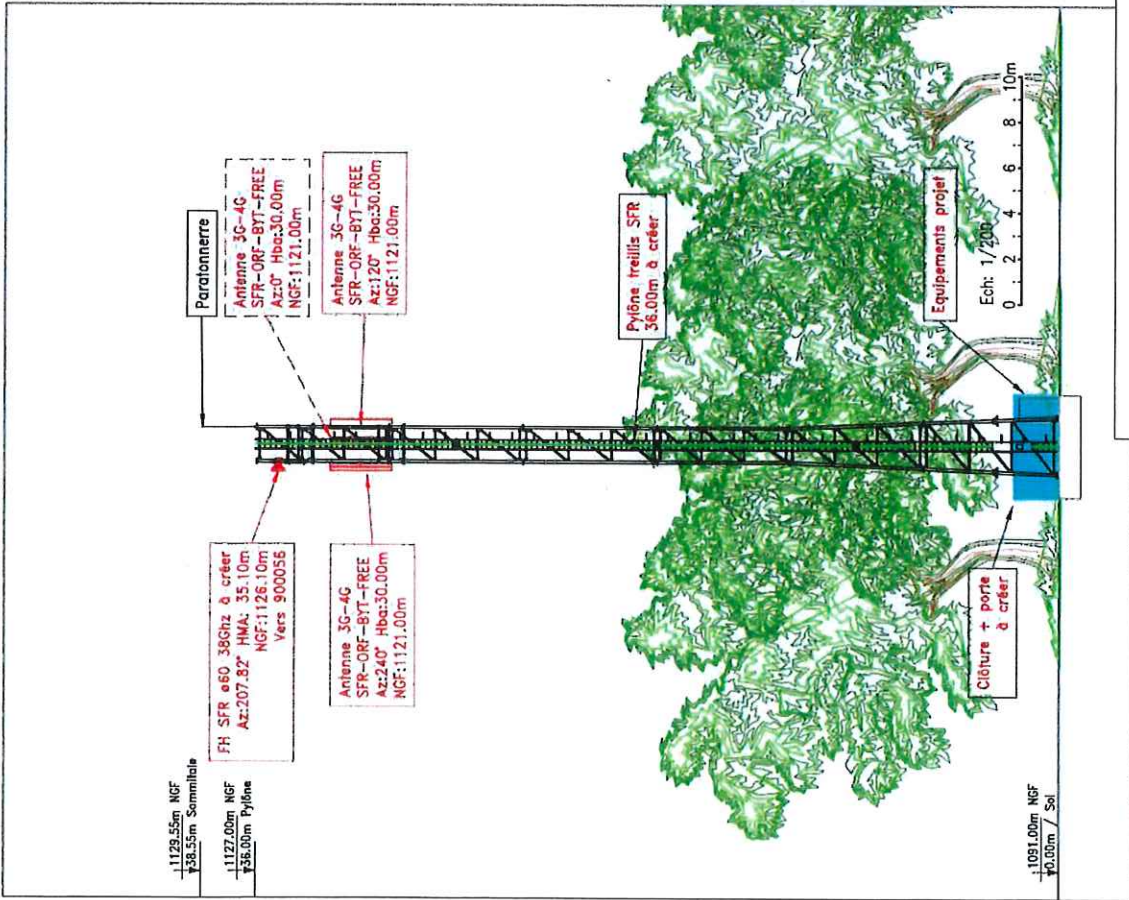 1129.55m NGF
38.55m Sommitale
1127.00m NGF
36.00m Pylône
Paratonnerre
Antenne 3G-4G
SFR-ORF-BYT-FREE
Az:0° Hba:30.00m
NGF:1121.00m
FH SFR ø60 38Ghz à créer
Az:207.82° HMA: 35.10m
NGF:1126.10m
Vers 900056
Antenne 3G-4G
SFR-ORF-BYT-FREE
Az:120° Hba:30.00m
NGF:1121.00m
Antenne 3G-4G
SFR-ORF-BYT-FREE
Az:240° Hba:30.00m
NGF:1121.00m
Pylône treillis SFR
36.00m à créer
Equipements projet
Ech: 1/200
0 2 4 6 8 10m
Clôture + porte
à créer
1091.00m NGF
0.00m / Sol